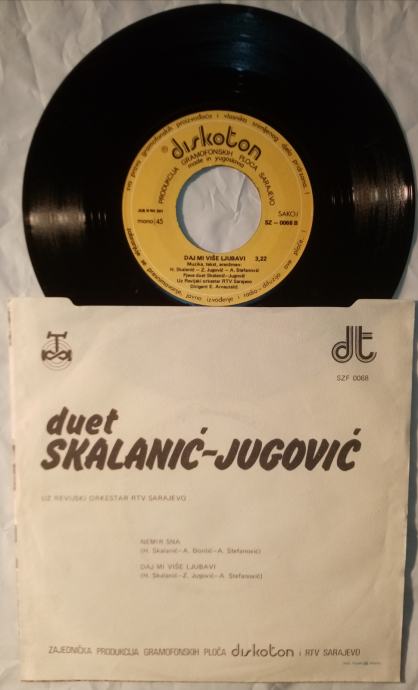 diskoton
PRODUKCIJA GRAMOFONSKIH PLOČA SARAJEVO
made in yugoslavia
mono 45
SAKOJ
SZ — 0068 B
DAJ MI VIŠE LJUBAVI 3,22
Muzika, tekst, aranžman:
H. Skalanić – Z. Jugović – A. Stefanović
Pjeva duet Skalanić–Jugović
Uz Revijski orkestar RTV Sarajevo
Dirigent E. Arnautalić
dt
SZF 0068
duet
SKALANIĆ-JUGOVIĆ
UZ REVIJSKI ORKESTAR RTV SARAJEVO
NEMIR SNA
(H. Skalanić—A. Borilić—A. Stefanović)
DAJ MI VIŠE LJUBAVI
(H. Skalanić—Z. Jugović—A. Stefanović)
ZAJEDNIČKA PRODUKCIJA GRAMOFONSKIH PLOČA diskoton i RTV SARAJEVO